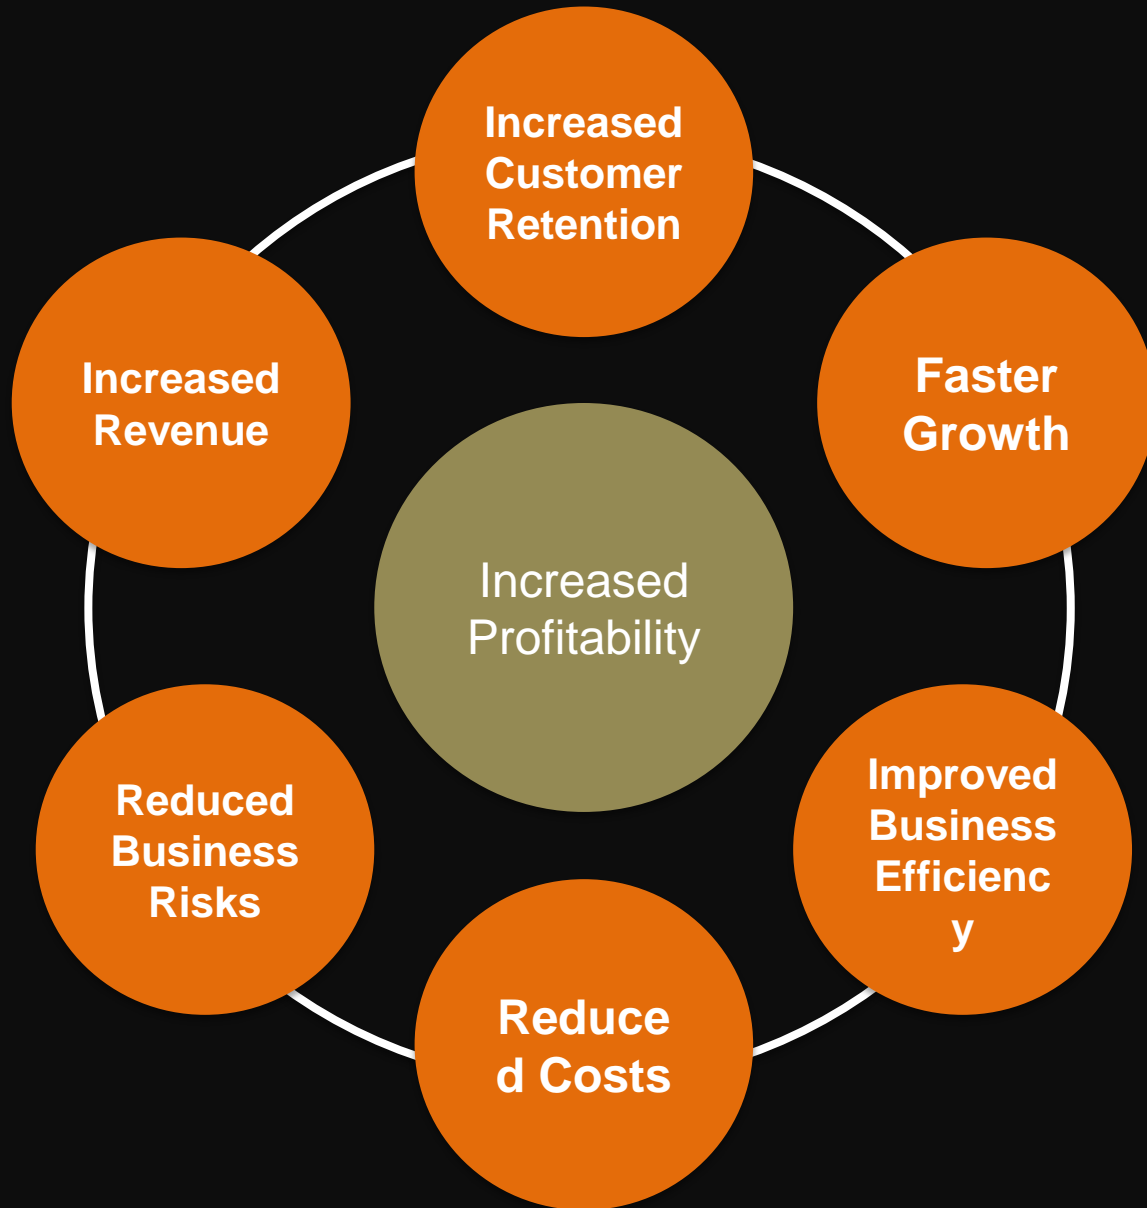 Increased
Customer
Retention
Increased
Revenue
Faster
Growth
Increased
Profitability
Reduced
Business
Risks
Improved
Business
Efficienc
y
Reduce
d Costs